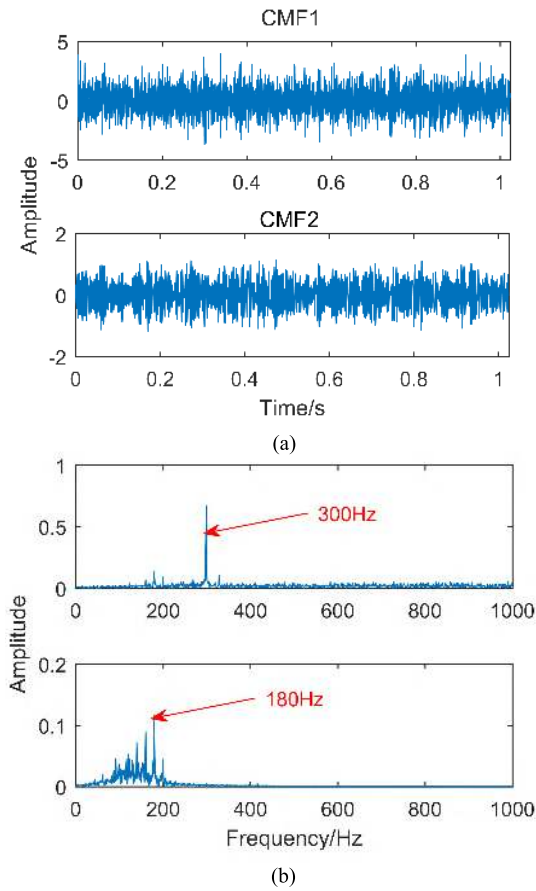 CMF1
5
0
-5
0 0.2 0.4 0.6 0.8 1
Amplitude
CMF2
2
0
-2
0 0.2 0.4 0.6 0.8 1
Time/s
(a)
1
0.5
0
300Hz
0 200 400 600 800 1000
Amplitude
0.2
0.1
0
180Hz
0 200 400 600 800 1000
Frequency/Hz
(b)